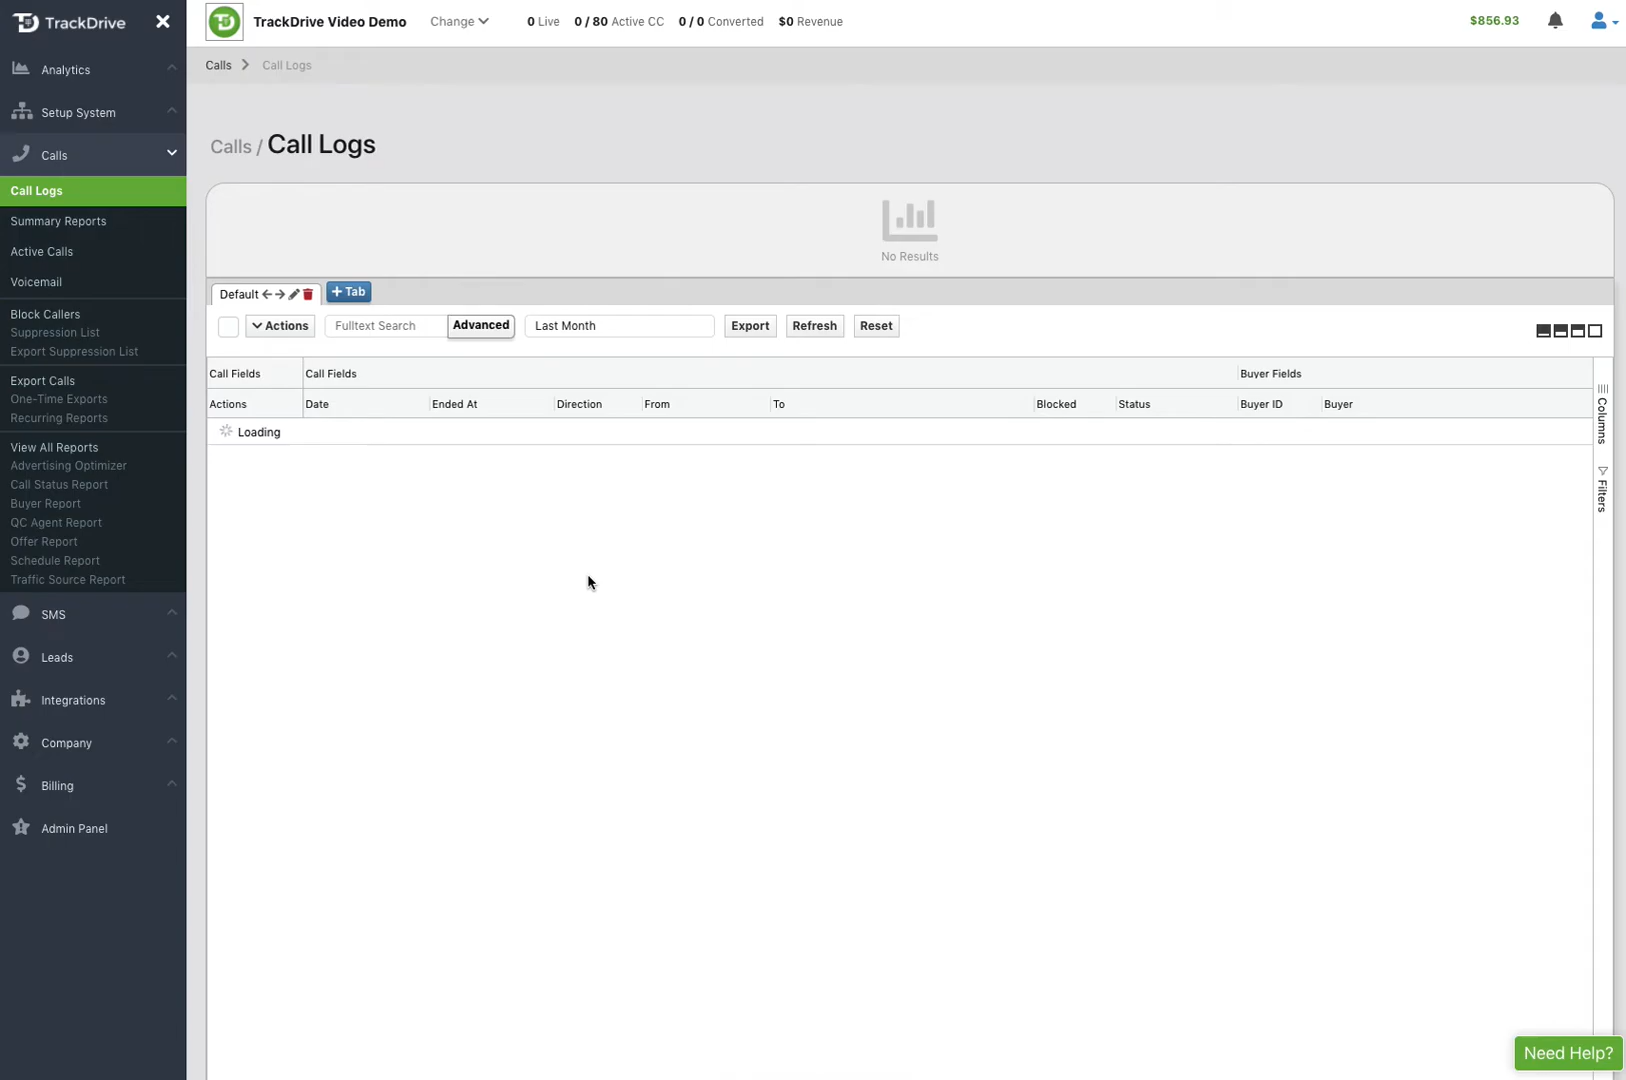 TrackDrive
TrackDrive Video Demo Change 0 Live 0 / 80 Active CC 0 / 0 Converted $0 Revenue $856.93
Calls Call Logs
Calls / Call Logs
Analytics
Setup System
Calls
Call Logs
Summary Reports
Active Calls
Voicemail
Block Callers
Suppression List
Export Suppression List
Export Calls
One-Time Exports
Recurring Reports
View All Reports
Advertising Optimizer
Call Status Report
Buyer Report
QC Agent Report
Offer Report
Schedule Report
Traffic Source Report
SMS
Leads
Integrations
Company
Billing
Admin Panel
No Results
Default + Tab
Actions Fulltext Search Advanced Last Month Export Refresh Reset
Call Fields Call Fields Buyer Fields
Actions Date Ended At Direction From To Blocked Status Buyer ID Buyer
Loading
Columns
Filters
Need Help?